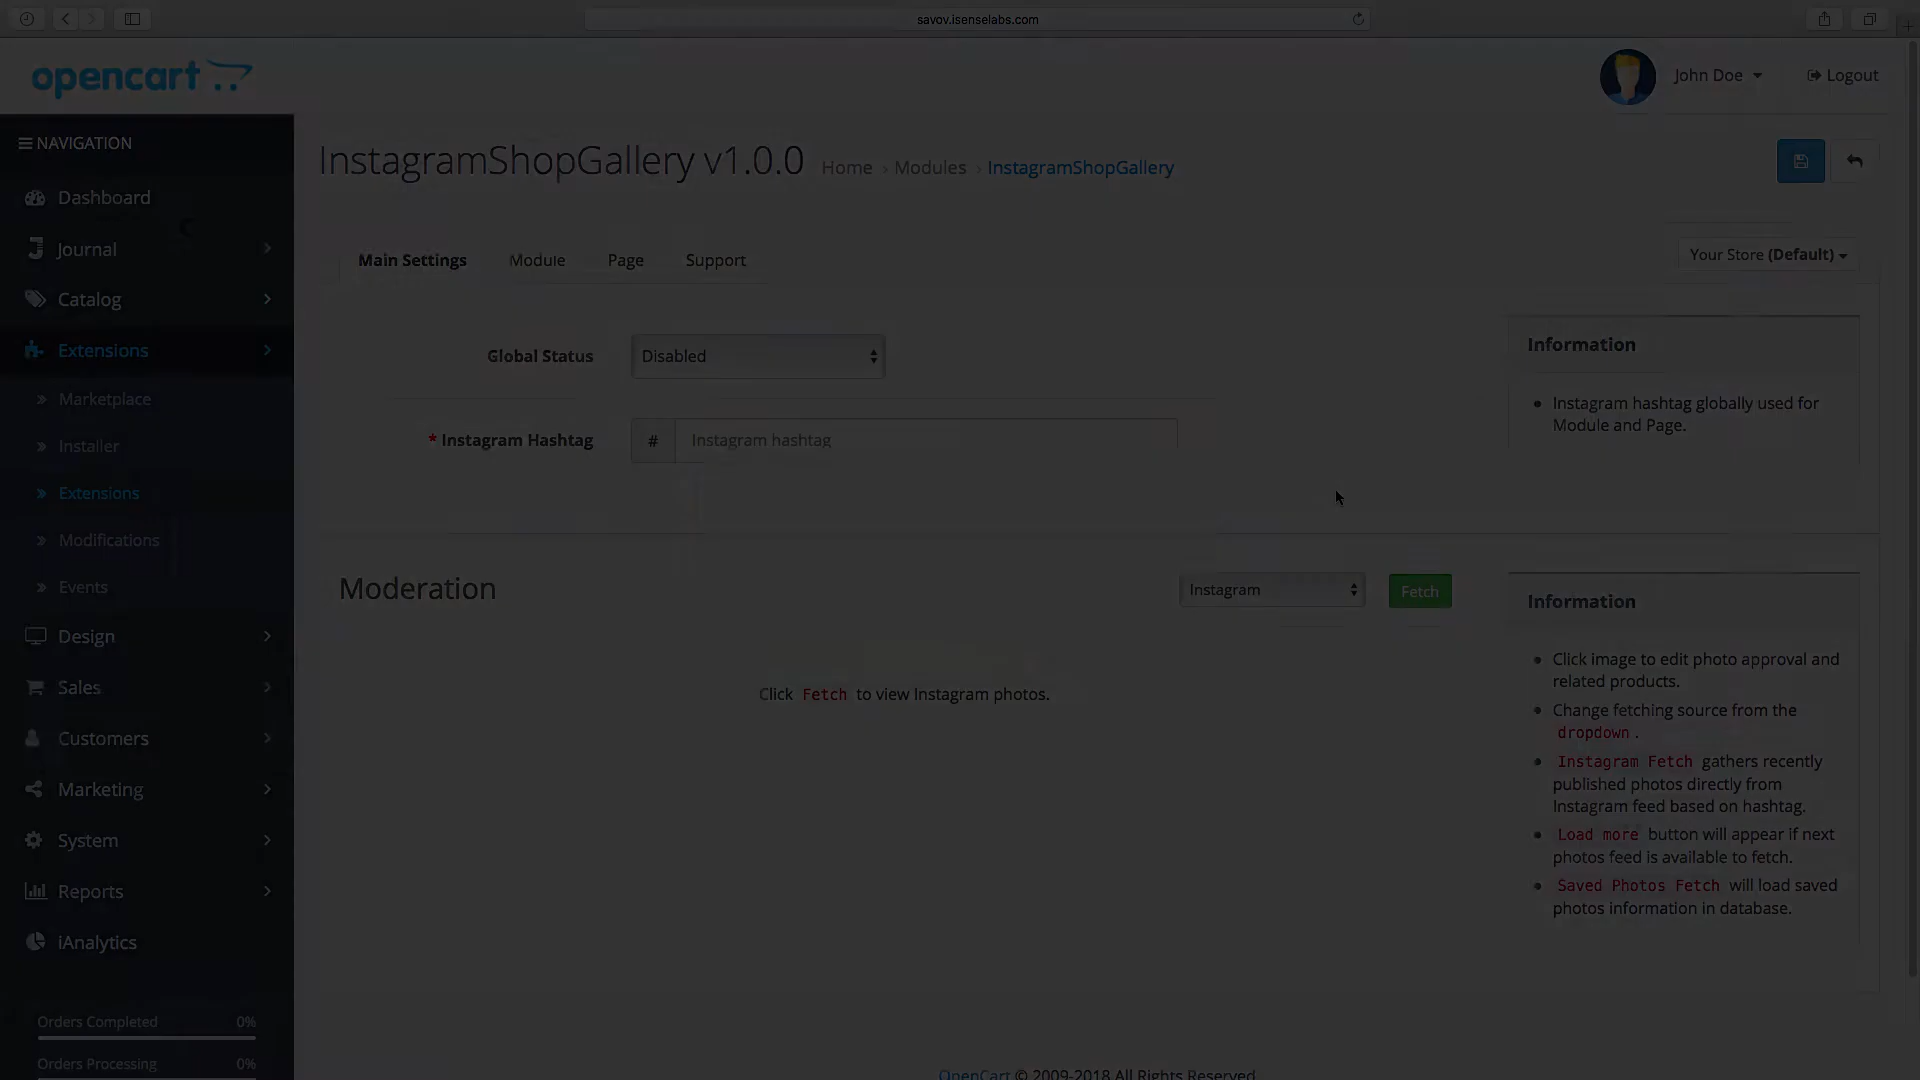 savov.isenselabs.com
opencart
John Doe
Logout
NAVIGATION
InstagramShopGallery v1.0.0
Home › Modules › InstagramShopGallery
Dashboard
Journal
Catalog
Extensions
Marketplace
Installer
Extensions
Modifications
Events
Design
Sales
Customers
Marketing
System
Reports
iAnalytics
Orders Completed 0%
Orders Processing 0%
Main Settings Module Page Support
Your Store (Default)
Global Status
Disabled
* Instagram Hashtag
# Instagram hashtag
Information
Instagram hashtag globally used for
Module and Page.
Moderation
Instagram
Fetch
Click Fetch to view Instagram photos.
Information
Click image to edit photo approval and
related products.
Change fetching source from the
dropdown .
Instagram Fetch gathers recently
published photos directly from
Instagram feed based on hashtag.
Load more button will appear if next
photos feed is available to fetch.
Saved Photos Fetch will load saved
photos information in database.
OpenCart © 2009-2018 All Rights Reserved.